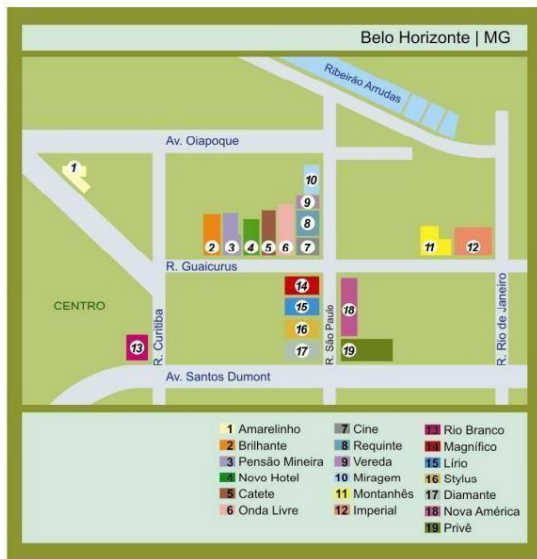 Belo Horizonte | MG
Ribeirão Arrudas
Av. Oiapoque
1
10
9
8
2
3
4
5
6
7
11
12
R. Guaicurus
14
15
16
17
18
19
CENTRO
13
R. Curitiba
R. São Paulo
R. Rio de Janeiro
Av. Santos Dumont
1 Amarelinho
2 Brilhante
3 Pensão Mineira
4 Novo Hotel
5 Catete
6 Onda Livre
7 Cine
8 Requinte
9 Vereda
10 Miragem
11 Montanhês
12 Imperial
13 Rio Branco
14 Magnífico
15 Lírio
16 Stylus
17 Diamante
18 Nova América
19 Privê